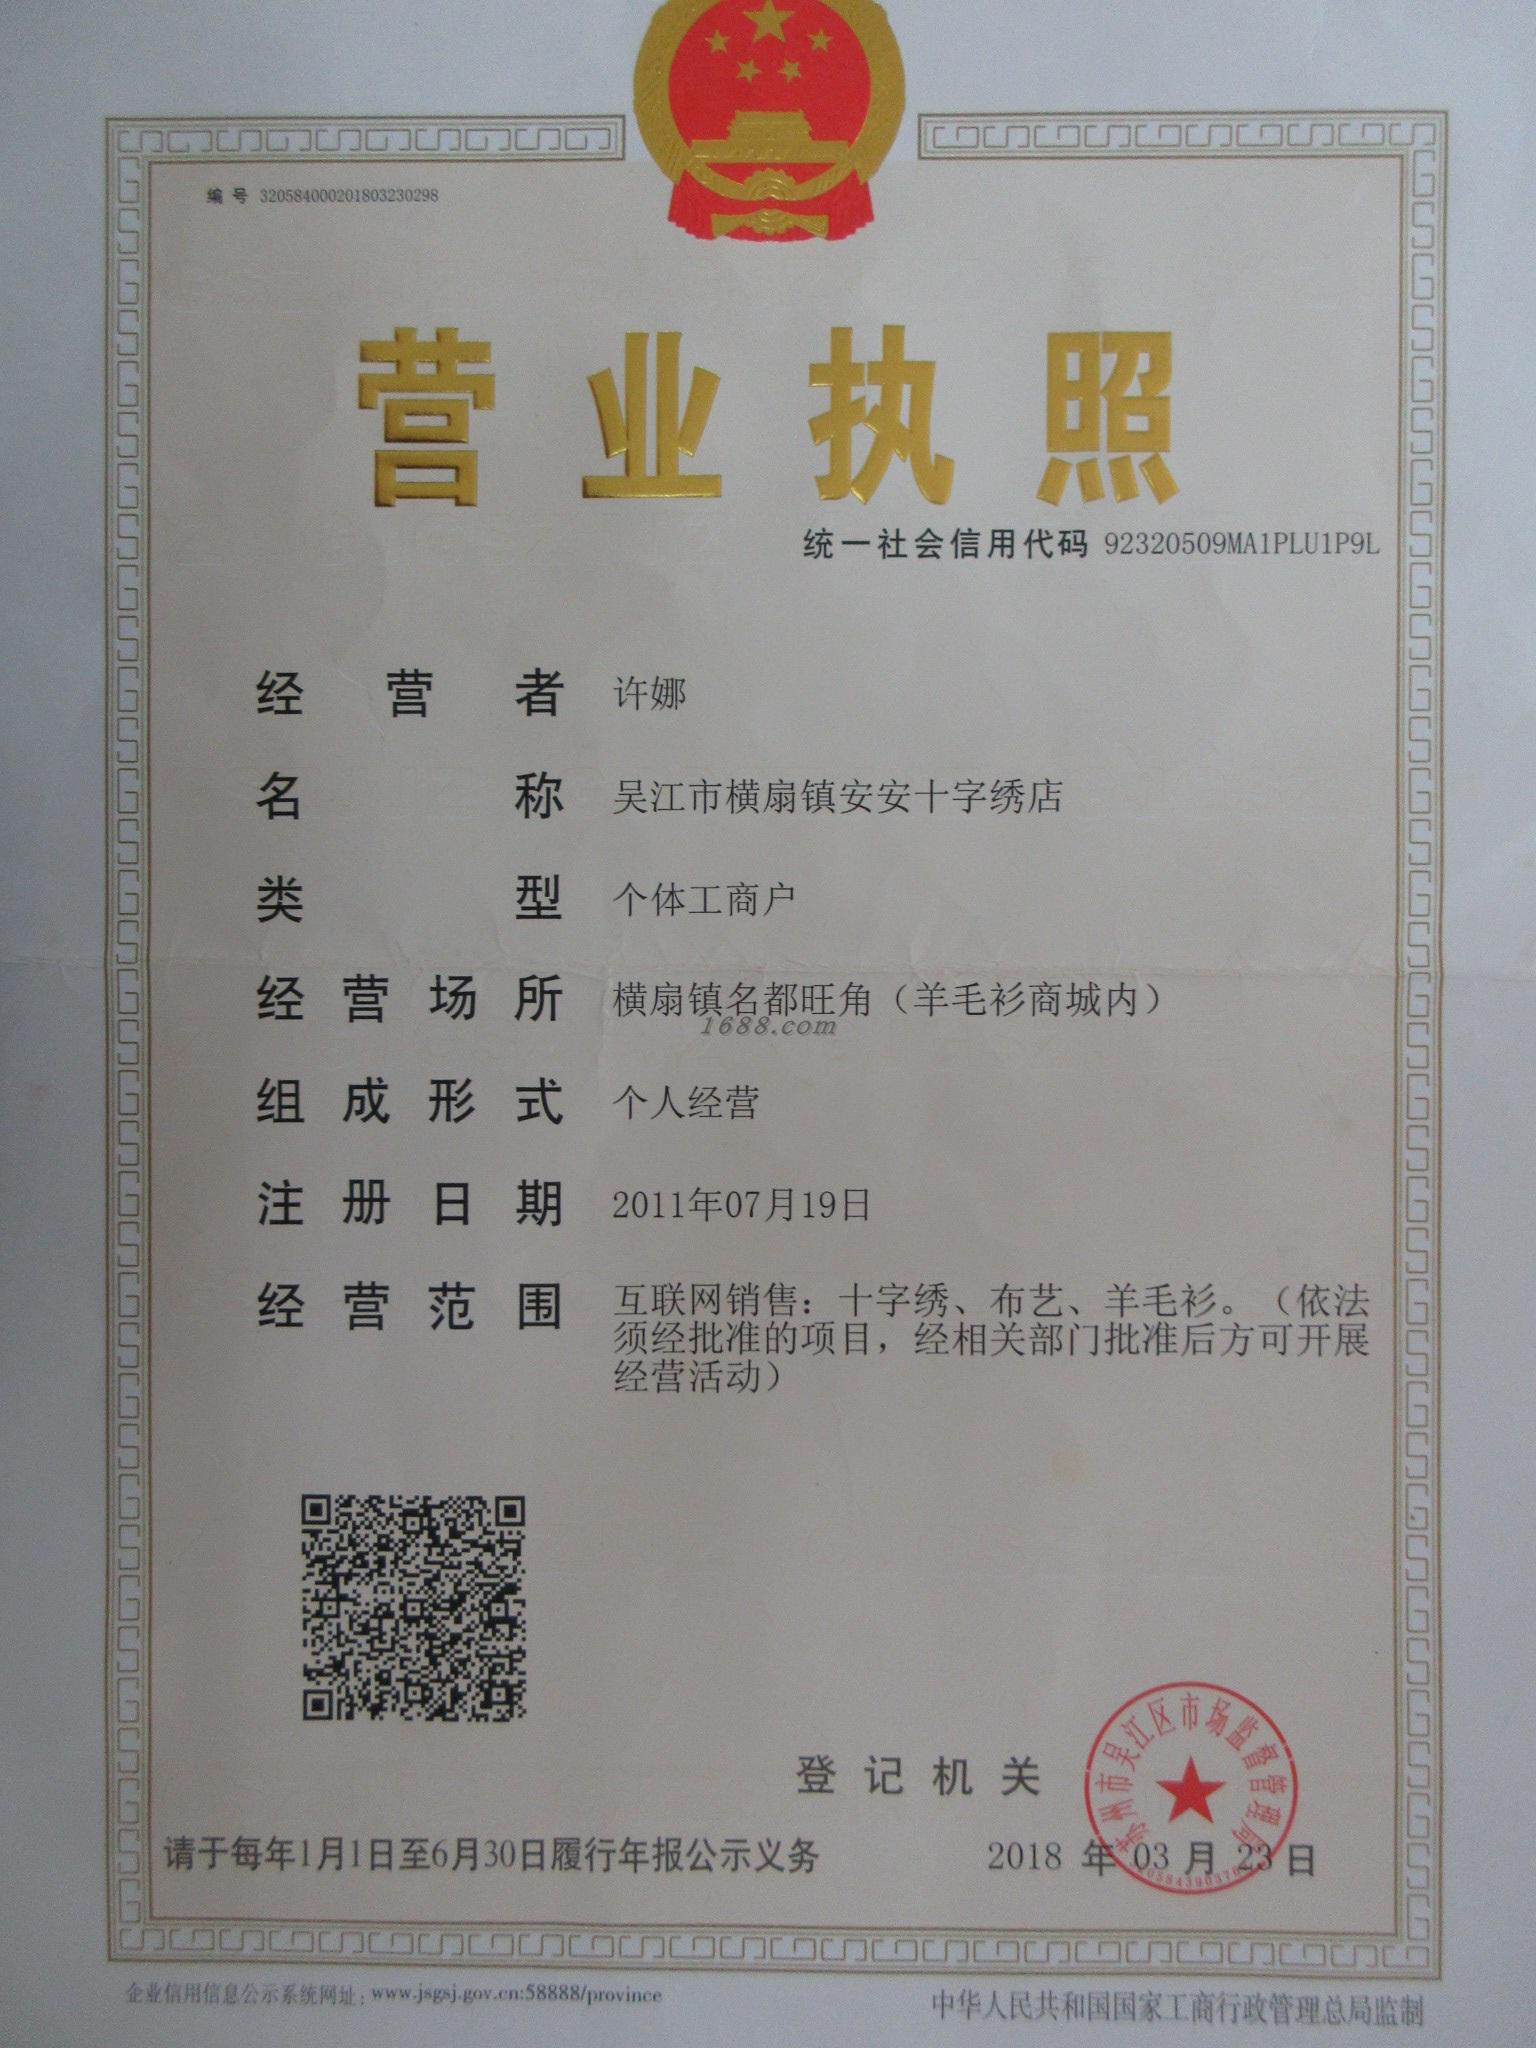 编 号 320584000201803230298
营业执照
统一社会信用代码 92320509MA1PLU1P9L
经营者 许娜
名称 吴江市横扇镇安安十字绣店
类型 个体工商户
经营场所 横扇镇名都旺角（羊毛衫商城内）
1688.com
组成形式 个人经营
注册日期 2011年07月19日
经营范围 互联网销售：十字绣、布艺、羊毛衫。（依法
须经批准的项目，经相关部门批准后方可开展
经营活动）
登记机关
苏州市吴江区市场监督管理局
请于每年1月1日至6月30日履行年报公示义务
2018 年 03 月 23 日
企业信用信息公示系统网址：www.jsgsj.gov.cn:58888/province
中华人民共和国国家工商行政管理总局监制